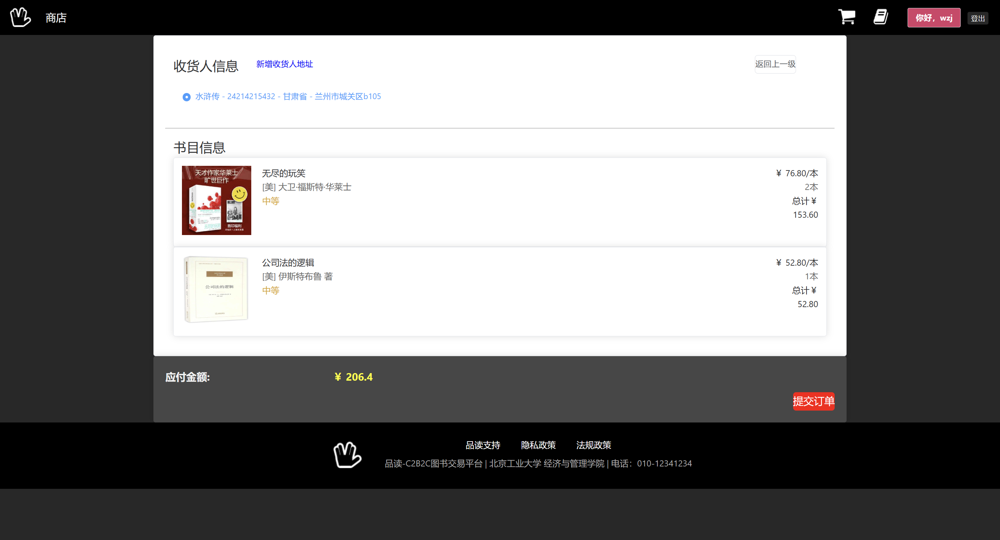 商店
你好，wzj
登出
收货人信息
新增收货人地址
返回上一级
水浒传 - 24214215432 - 甘肃省 - 兰州市城关区b105
书目信息
天才作家华莱士
旷世巨作
首印福利
无尽的玩笑
[美] 大卫·福斯特·华莱士
中等
¥ 76.80/本
2本
总计 ¥
153.60
公司法的逻辑
公司法的逻辑
[美] 伊斯特布鲁 著
中等
¥ 52.80/本
1本
总计 ¥
52.80
应付金额:
¥ 206.4
提交订单
品读支持 隐私政策 法规政策
品读-C2B2C图书交易平台 | 北京工业大学 经济与管理学院 | 电话：010-12341234